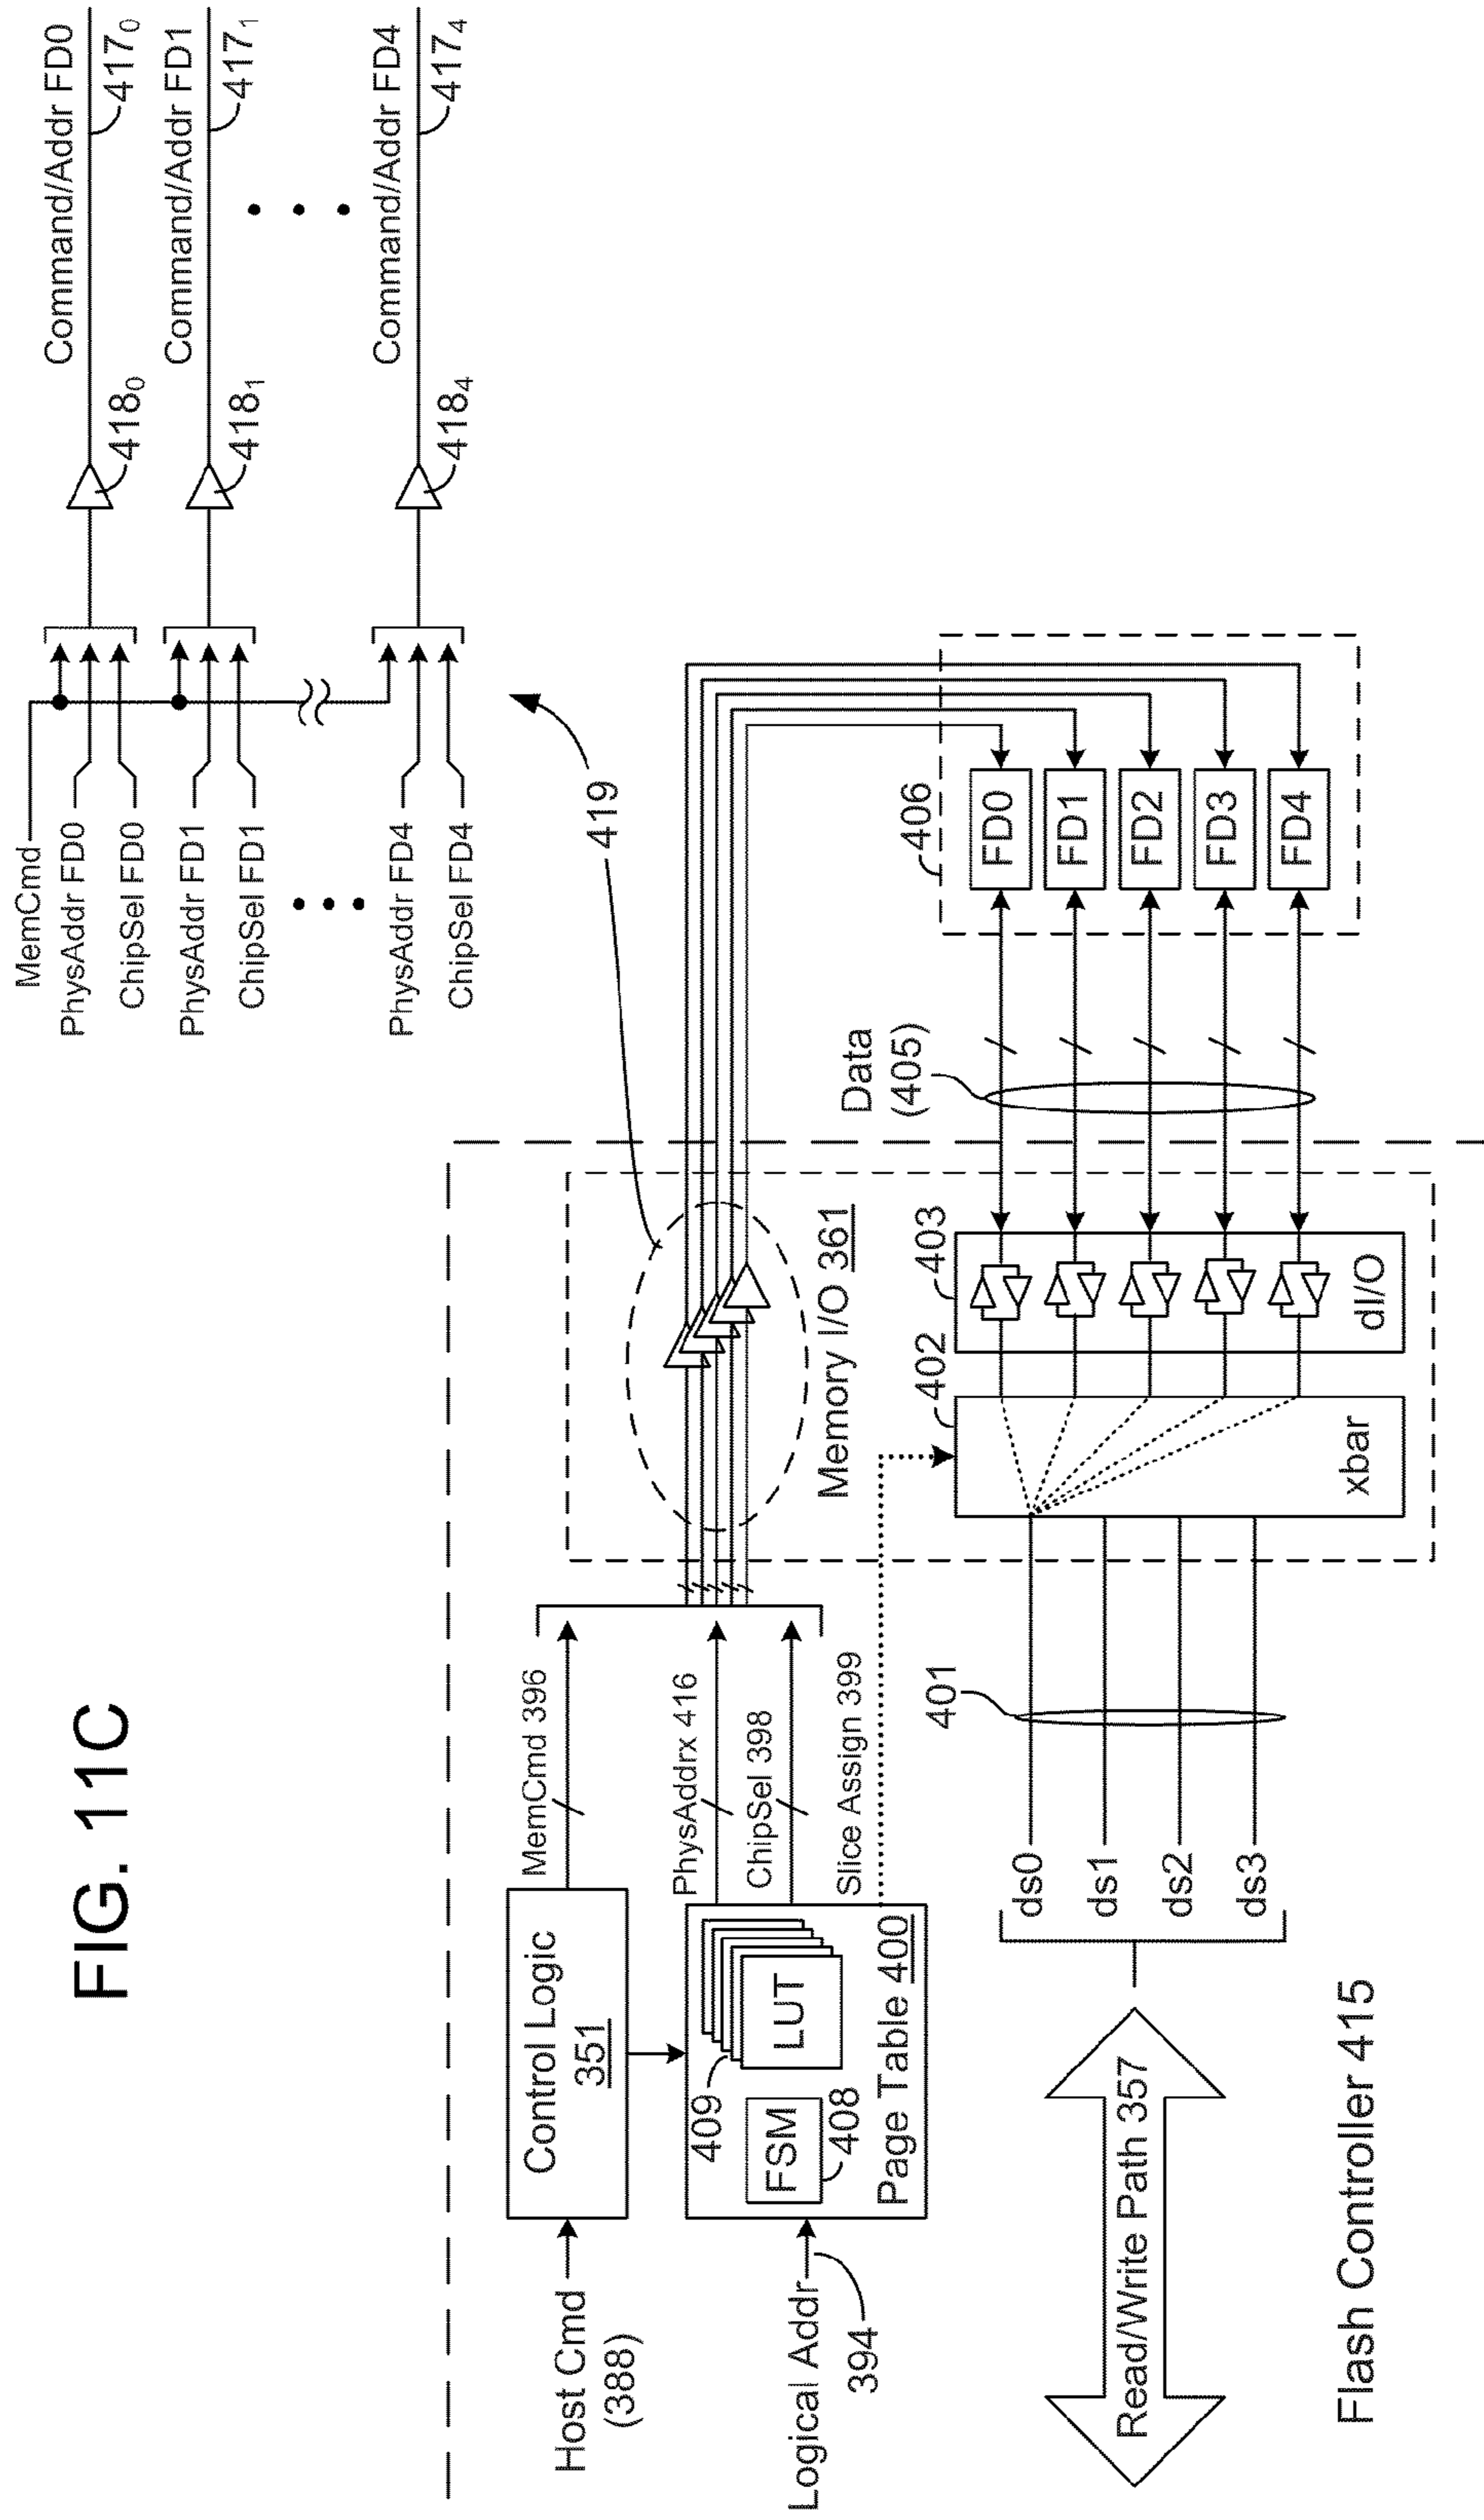 FIG. 11C
MemCmd
PhysAddr FD0
ChipSel FD0
PhysAddr FD1
ChipSel FD1
PhysAddr FD4
ChipSel FD4
418₀
418₁
418₄
Command/Addr FD0
417₀
Command/Addr FD1
417₁
Command/Addr FD4
417₄
419
Host Cmd
(388)
Control Logic
351
MemCmd 396
PhysAddrx 416
ChipSel 398
Slice Assign 399
Logical Addr
394
FSM
408
409
LUT
Page Table 400
Memory I/O 361
406
FD0
FD1
FD2
FD3
FD4
Data
(405)
403
dI/O
402
xbar
401
ds0
ds1
ds2
ds3
Read/Write Path 357
Flash Controller 415